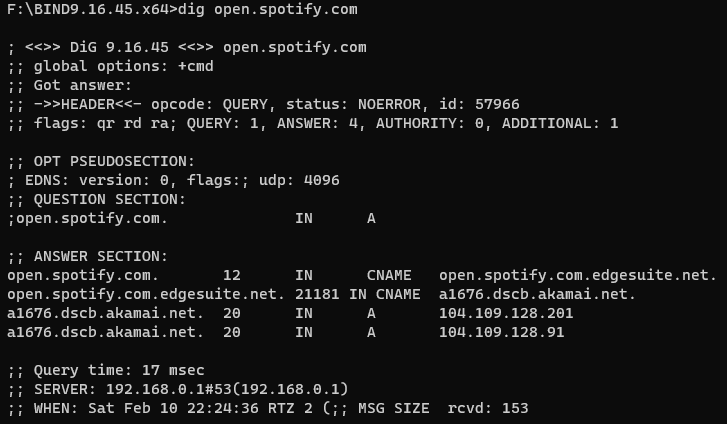 F:\BIND9.16.45.x64>dig open.spotify.com
; <<>> DiG 9.16.45 <<>> open.spotify.com
;; global options: +cmd
;; Got answer:
;; ->>HEADER<<- opcode: QUERY, status: NOERROR, id: 57966
;; flags: qr rd ra; QUERY: 1, ANSWER: 4, AUTHORITY: 0, ADDITIONAL: 1
;; OPT PSEUDOSECTION:
; EDNS: version: 0, flags:; udp: 4096
;; QUESTION SECTION:
;open.spotify.com. IN A
;; ANSWER SECTION:
open.spotify.com. 12 IN CNAME open.spotify.com.edgesuite.net.
open.spotify.com.edgesuite.net. 21181 IN CNAME a1676.dscb.akamai.net.
a1676.dscb.akamai.net. 20 IN A 104.109.128.201
a1676.dscb.akamai.net. 20 IN A 104.109.128.91
;; Query time: 17 msec
;; SERVER: 192.168.0.1#53(192.168.0.1)
;; WHEN: Sat Feb 10 22:24:36 RTZ 2 (;; MSG SIZE rcvd: 153